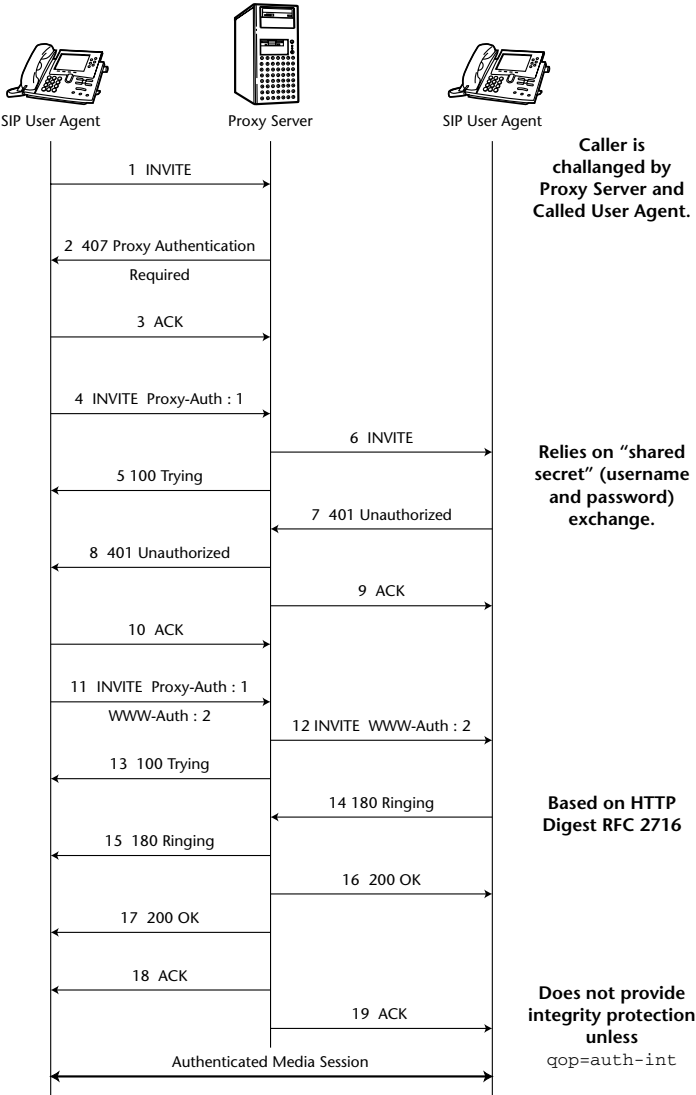 SIP User Agent
Proxy Server
SIP User Agent
Caller is
challanged by
Proxy Server and
Called User Agent.
1 INVITE
2 407 Proxy Authentication
Required
3 ACK
4 INVITE Proxy-Auth : 1
6 INVITE
Relies on “shared
secret” (username
and password)
exchange.
5 100 Trying
7 401 Unauthorized
8 401 Unauthorized
9 ACK
10 ACK
11 INVITE Proxy-Auth : 1
WWW-Auth : 2
12 INVITE WWW-Auth : 2
13 100 Trying
14 180 Ringing
Based on HTTP
Digest RFC 2716
15 180 Ringing
16 200 OK
17 200 OK
18 ACK
19 ACK
Does not provide
integrity protection
unless
qop=auth-int
Authenticated Media Session